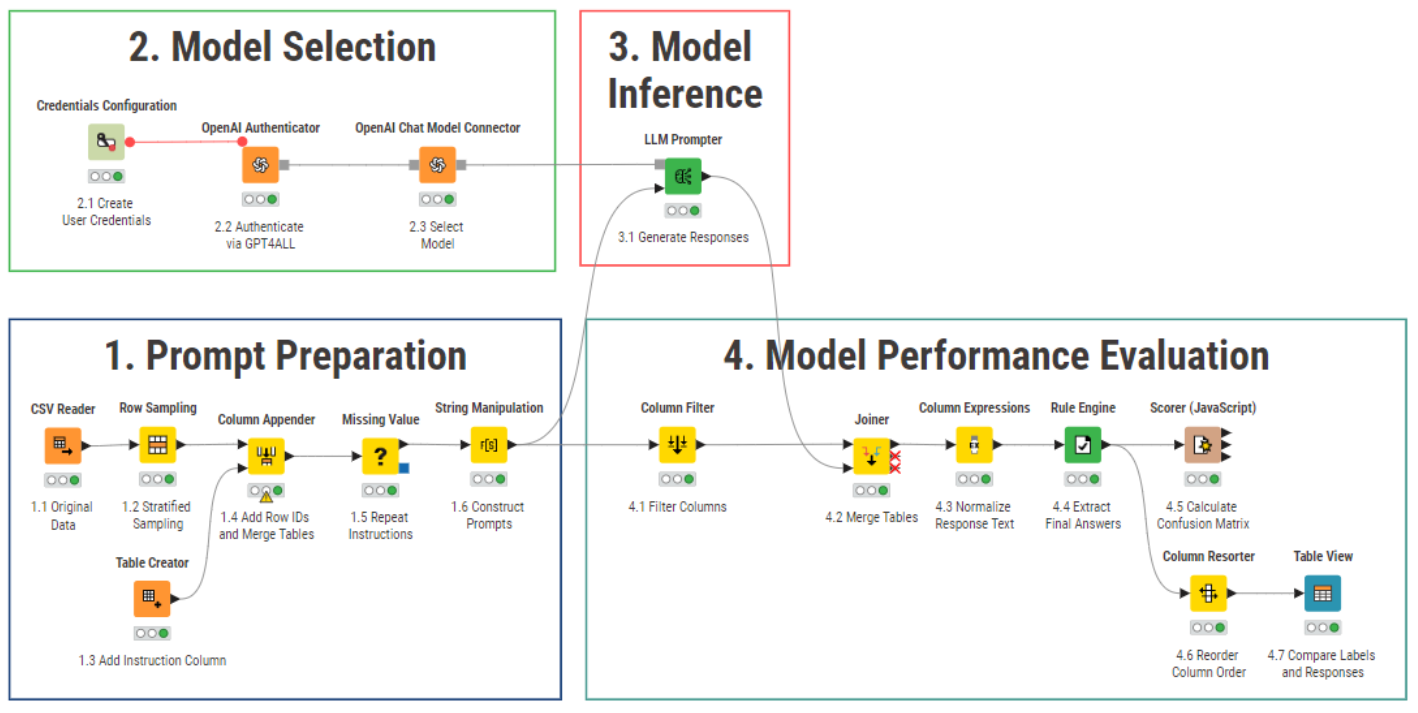 2. Model Selection
Credentials Configuration
2.1 Create
User Credentials
OpenAI Authenticator
2.2 Authenticate
via GPT4ALL
OpenAI Chat Model Connector
2.3 Select
Model
3. Model
Inference
LLM Prompter
3.1 Generate Responses
1. Prompt Preparation
CSV Reader
1.1 Original
Data
Row Sampling
1.2 Stratified
Sampling
Column Appender
1.4 Add Row IDs
and Merge Tables
Missing Value
?
1.5 Repeat
Instructions
String Manipulation
r[s]
1.6 Construct
Prompts
Table Creator
1.3 Add Instruction Column
4. Model Performance Evaluation
Column Filter
4.1 Filter Columns
Joiner
4.2 Merge Tables
Column Expressions
EX
4.3 Normalize
Response Text
Rule Engine
4.4 Extract
Final Answers
Scorer (JavaScript)
4.5 Calculate
Confusion Matrix
Column Resorter
4.6 Reorder
Column Order
Table View
4.7 Compare Labels
and Responses